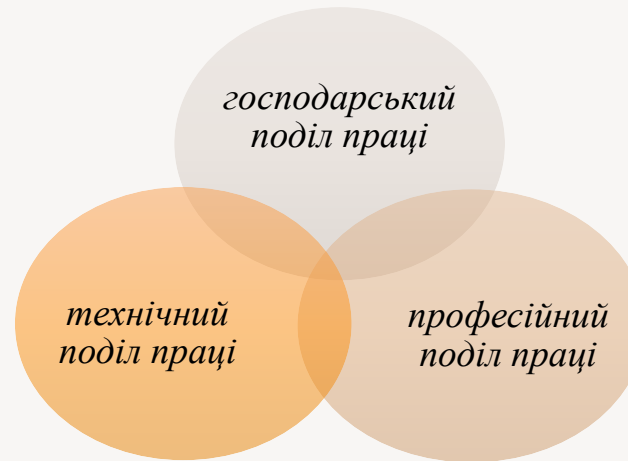 господарський
поділ праці
технічний
поділ праці
професійний
поділ праці